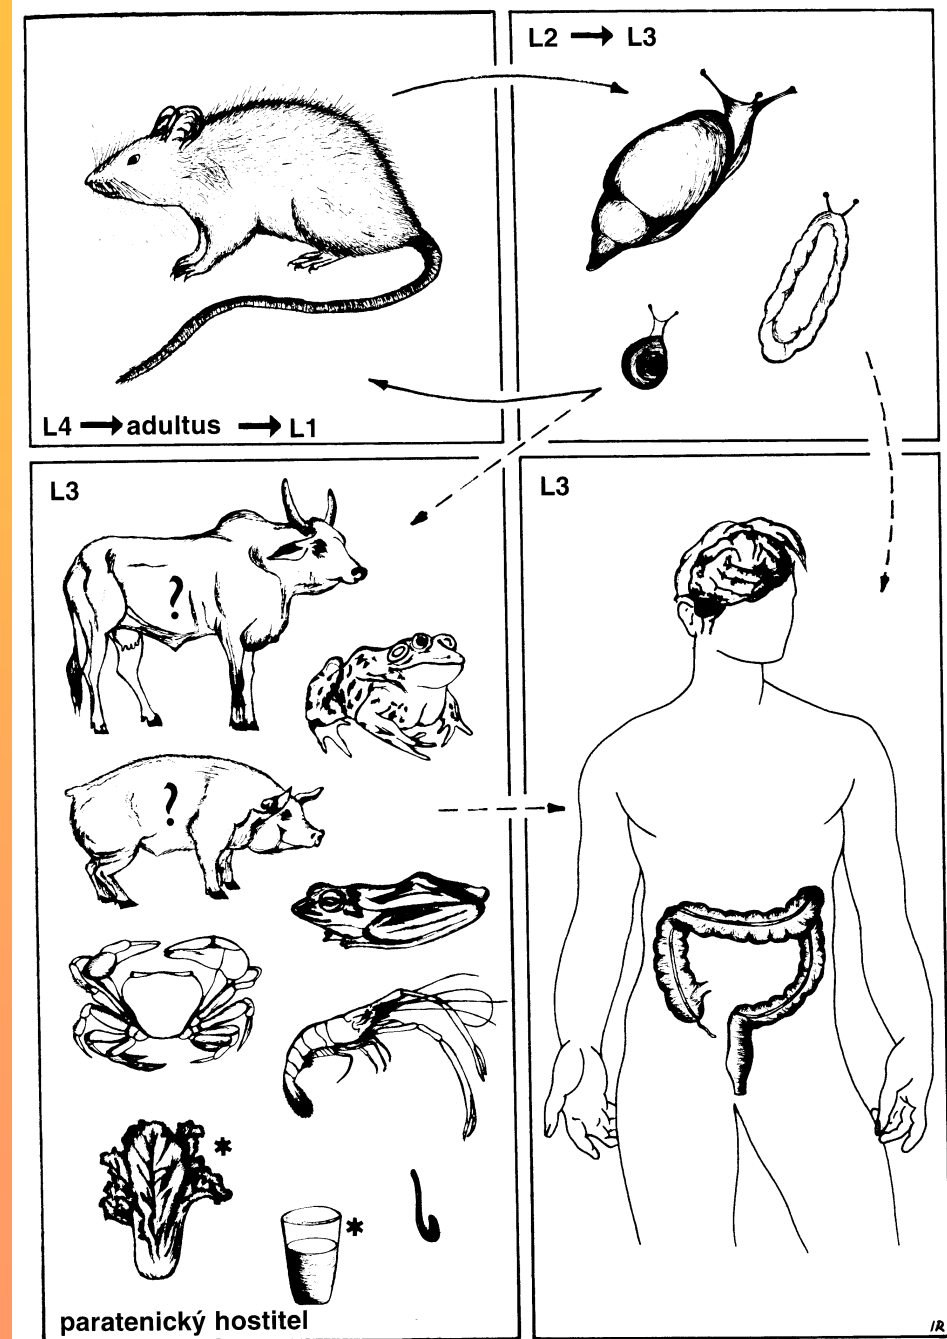 L2 → L3
L4 → adultus → L1
L3
?
?
*
*
paratenický hostitel
L3
IR